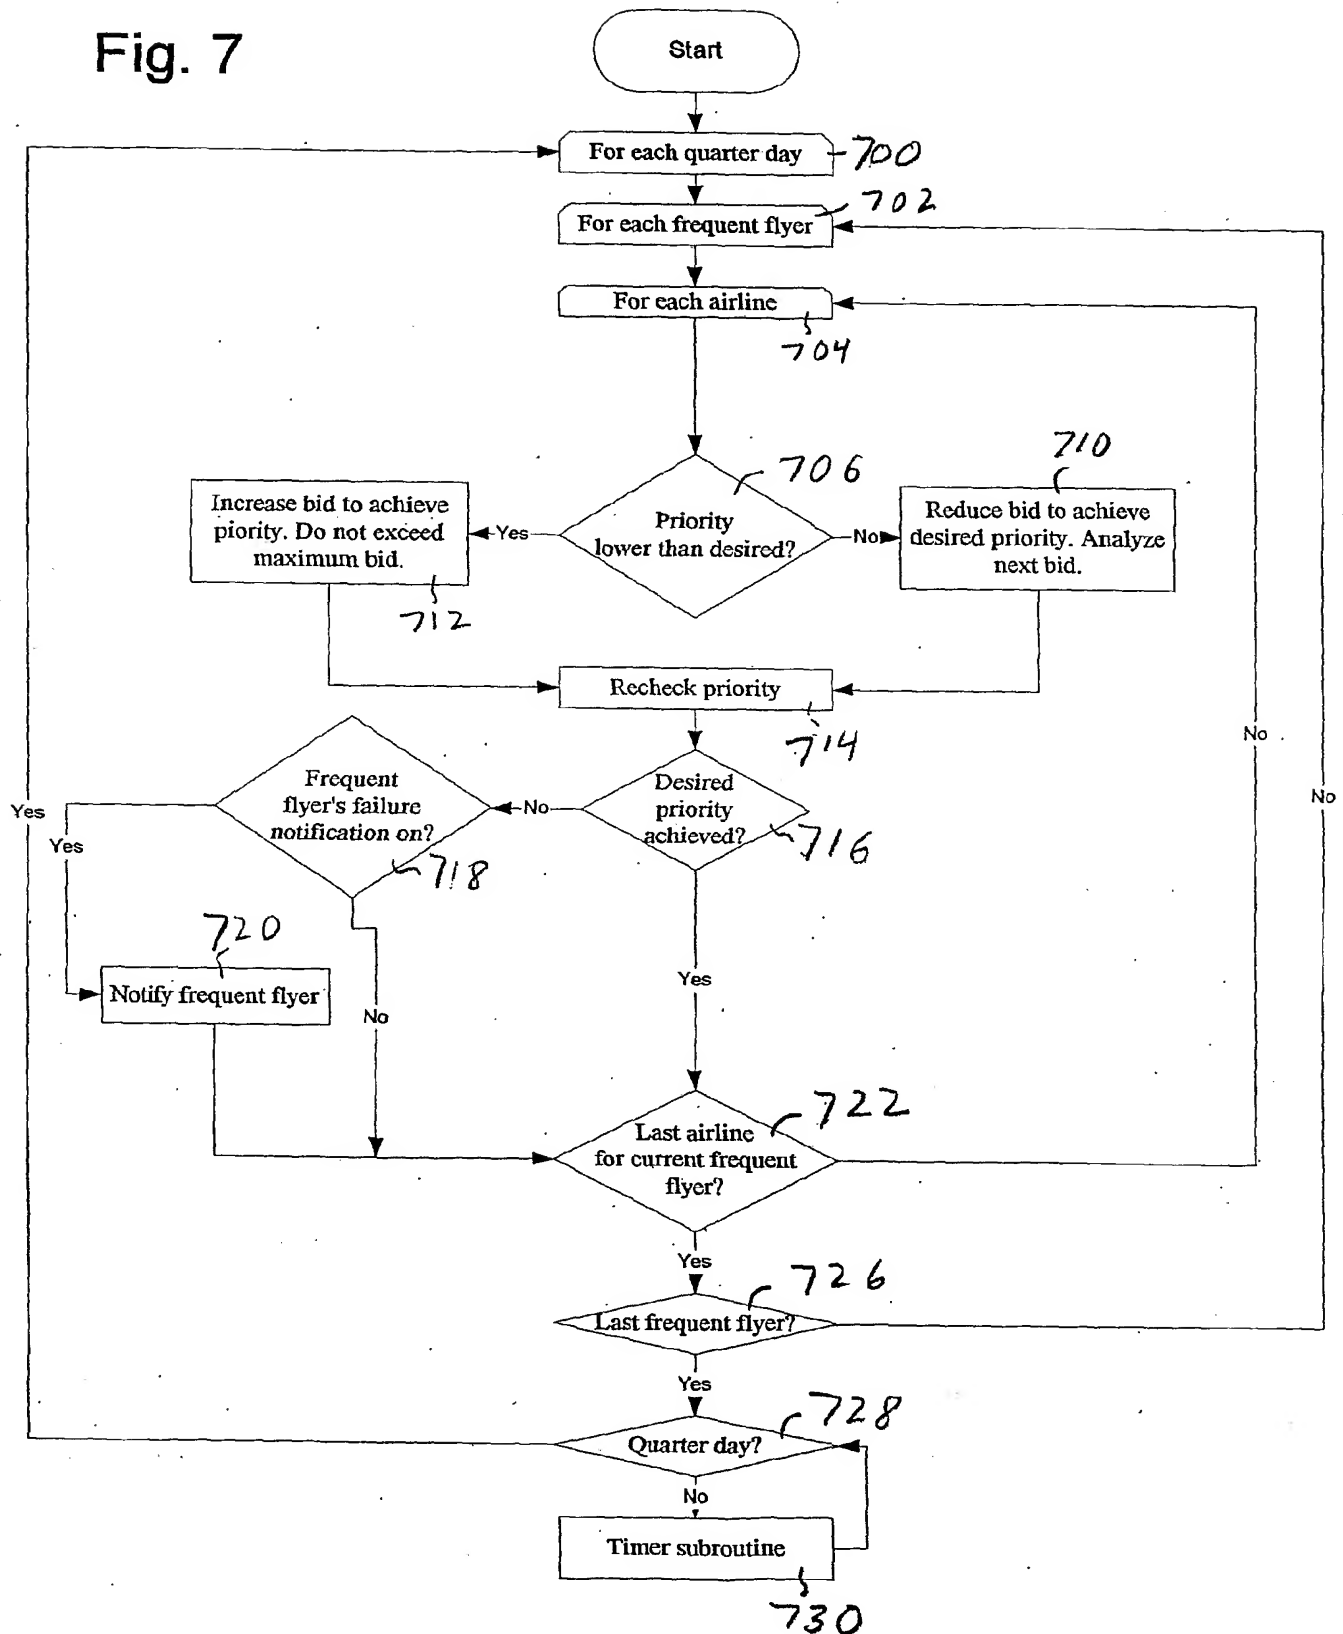 Fig. 7
Start
For each quarter day
700
702
For each frequent flyer
For each airline
704
706
710
Increase bid to achieve
piority. Do not exceed
maximum bid.
Yes
Priority
lower than desired?
No
Reduce bid to achieve
desired priority. Analyze
next bid.
712
Recheck priority
714
No
Frequent
flyer's failure
notification on?
No
Desired
priority
achieved?
716
No
Yes
Yes
718
720
Notify frequent flyer
No
Yes
722
Last airline
for current frequent
flyer?
Yes
726
Last frequent flyer?
Yes
728
Quarter day?
No
Timer subroutine
730